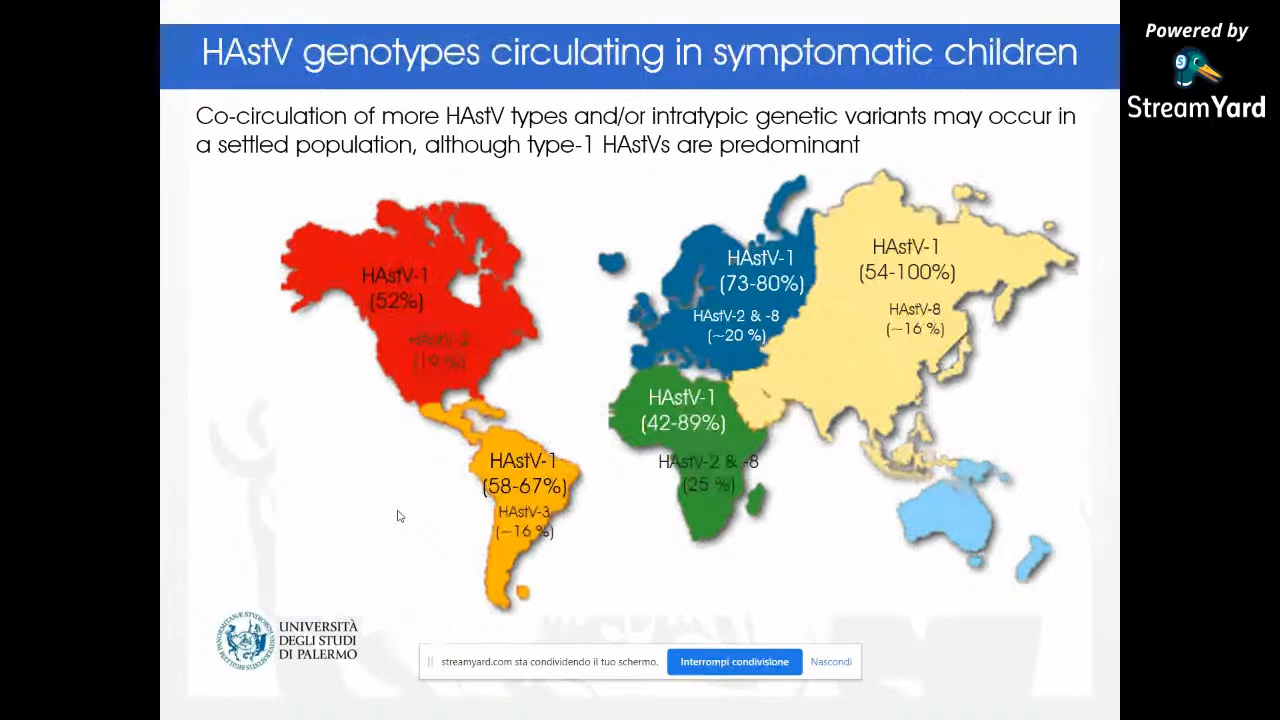 HAstV genotypes circulating in symptomatic children
Powered by
StreamYard
Co-circulation of more HAstV types and/or intratypic genetic variants may occur in
a settled population, although type-1 HAstVs are predominant
HAstV-1
(52%)
HAstV-2
(19 %)
HAstV-1
(58-67%)
HAstV-3
(~16 %)
HAstV-1
(73-80%)
HAstV-2 & -8
(~20 %)
HAstV-1
(42-89%)
HAstV-2 & -8
(25 %)
HAstV-1
(54-100%)
HAstV-8
(~16 %)
UNIVERSITÀ
DEGLI STUDI
DI PALERMO
streamyard.com sta condividendo il tuo schermo.
Interrompi condivisione
Nascondi